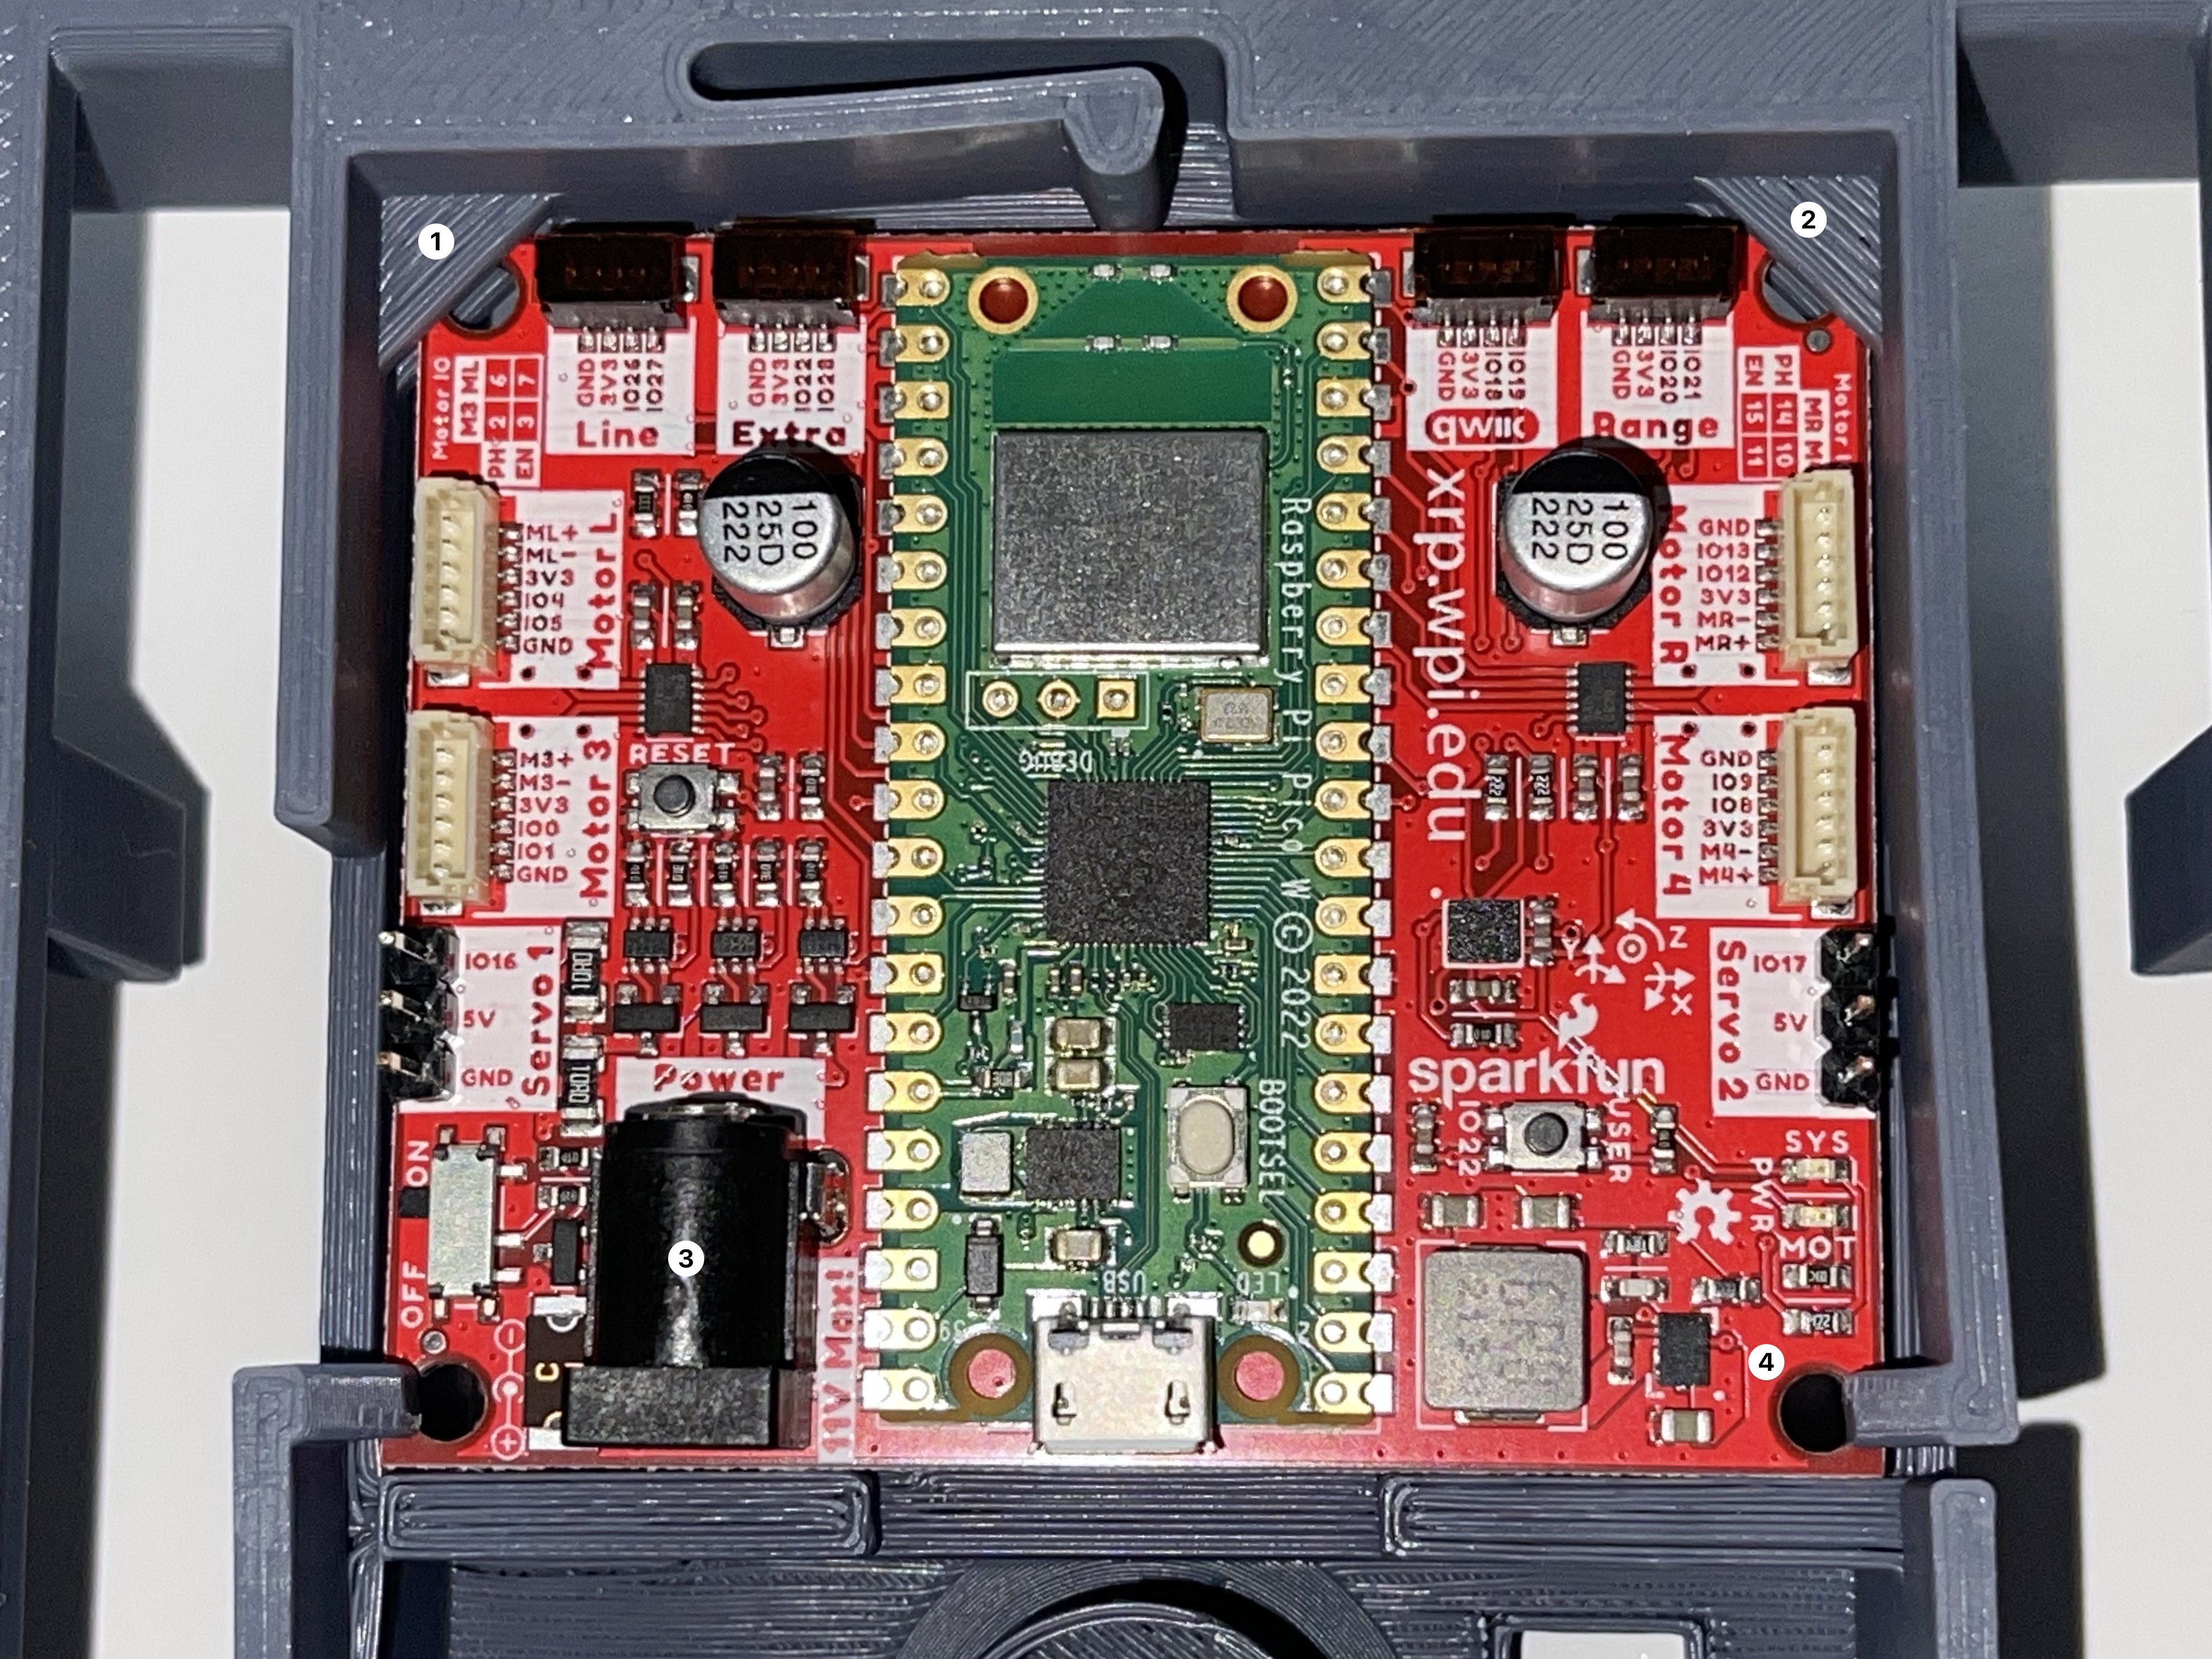 1
2
Motor IO
M3 ML
PH 2 6
EN 3 7
GND
3V3
IO26
IO27
Line
GND
3V3
IO22
IO28
Extra
GND
3V3
IO18
IO19
qwiic
GND
3V3
IO20
IO21
Range
EN 15 11
PH 14 10
MR
Motor
ML+
ML-
3V3
IO4
IO5
GND
Motor L
100
25D
222
Raspberry Pi Pico W © 2022
xrp.wpi.edu
100
25D
222
Motor R
GND
IO13
IO12
3V3
MR-
MR+
M3+
M3-
3V3
IO0
IO1
GND
Motor 3
RESET
DEBUG
Motor 4
GND
IO9
IO8
3V3
M4-
M4+
IO16
5V
GND
Servo 1
Z
Y
X
Servo 2
IO17
5V
GND
Power
sparkfun
BOOTSEL
IO22
USER
ON
OFF
3
11V Max!
USB
LED
SYS
PWR
MOT
4